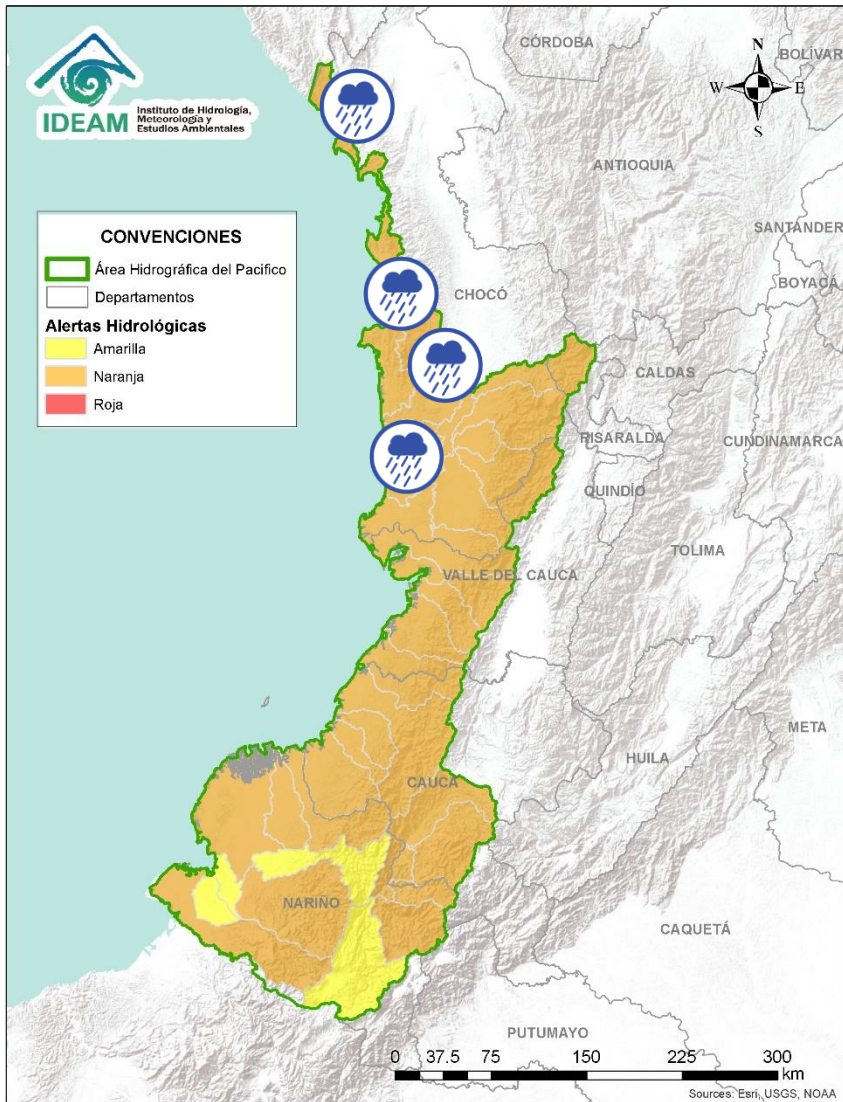 IDEAM
Instituto de Hidrología,
Meteorología y
Estudios Ambientales
N
W
E
S
CÓRDOBA
BOLÍVAR
ANTIOQUIA
SANTANDER
BOYACÁ
CHOCÓ
CALDAS
RISARALDA
CUNDINAMARCA
QUINDÍO
TOLIMA
VALLE DEL CAUCA
META
HUILA
CAUCA
NARIÑO
CAQUETÁ
PUTUMAYO
CONVENCIONES
Área Hidrográfica del Pacifico
Departamentos
Alertas Hidrológicas
Amarilla
Naranja
Roja
0 37.5 75 150 225 300
km
Sources: Esri, USGS, NOAA